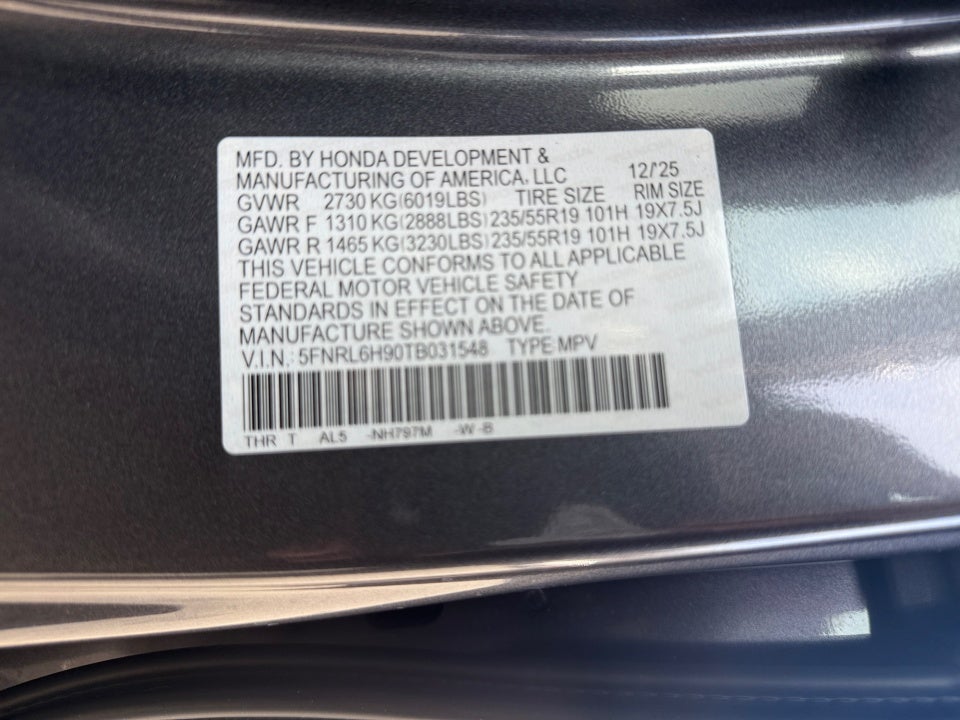 MFD. BY HONDA DEVELOPMENT &
MANUFACTURING OF AMERICA, LLC 12/'25
GVWR 2730 KG(6019LBS) TIRE SIZE RIM SIZE
GAWR F 1310 KG(2888LBS) 235/55R19 101H 19X7.5J
GAWR R 1465 KG(3230LBS) 235/55R19 101H 19X7.5J
THIS VEHICLE CONFORMS TO ALL APPLICABLE
FEDERAL MOTOR VEHICLE SAFETY
STANDARDS IN EFFECT ON THE DATE OF
MANUFACTURE SHOWN ABOVE.
V.I.N.: 5FNRL6H90TB031548 TYPE:MPV
THR T AL5 -NH797M -W -B